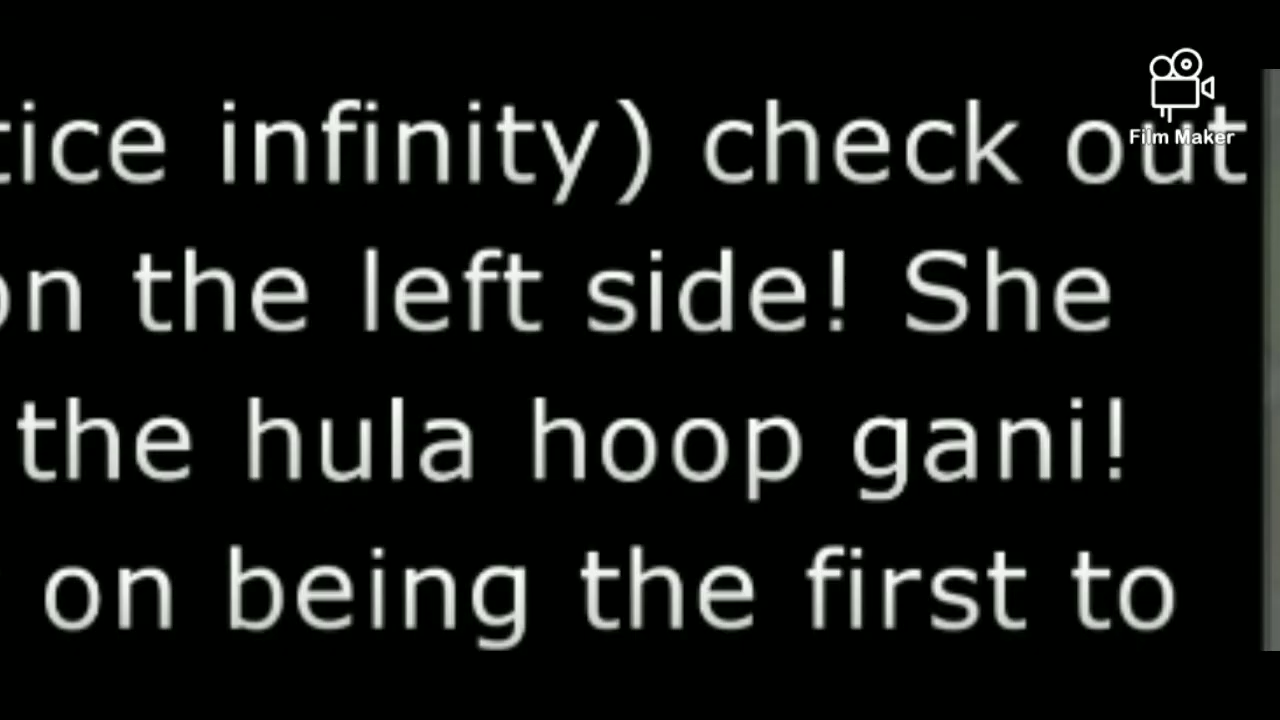 tice infinity) check out
Film Maker
on the left side! She
the hula hoop gani!
on being the first to